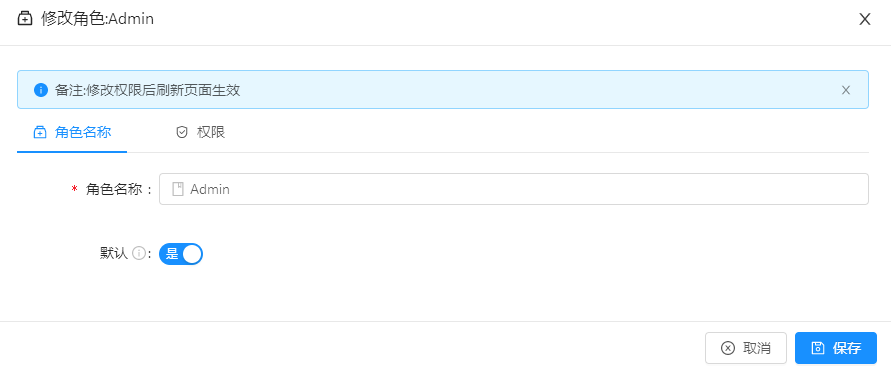 修改角色:Admin
备注:修改权限后刷新页面生效
角色名称 权限
* 角色名称 : Admin
默认 : 是
取消 保存